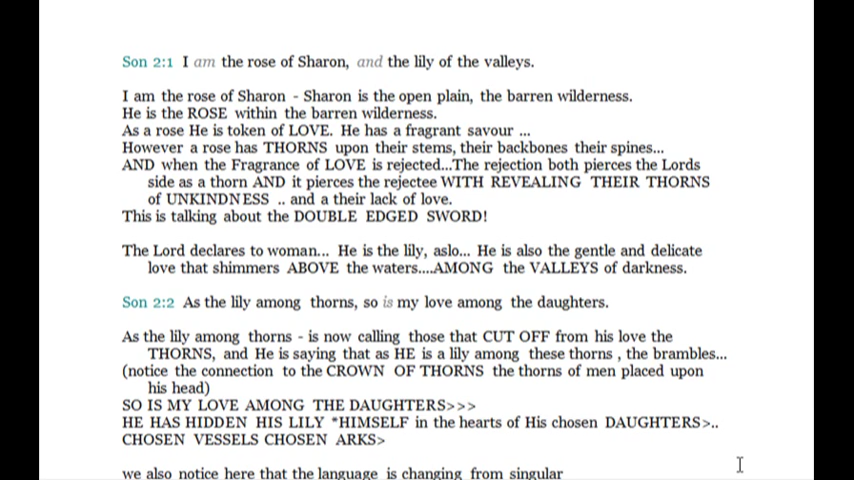 Son 2:1 I am the rose of Sharon, and the lily of the valleys.
I am the rose of Sharon - Sharon is the open plain, the barren wilderness.
He is the ROSE within the barren wilderness.
As a rose He is token of LOVE. He has a fragrant savour ...
However a rose has THORNS upon their stems, their backbones their spines...
AND when the Fragrance of LOVE is rejected...The rejection both pierces the Lords
side as a thorn AND it pierces the rejectee WITH REVEALING THEIR THORNS
of UNKINDNESS .. and a their lack of love.
This is talking about the DOUBLE EDGED SWORD!
The Lord declares to woman... He is the lily, aslo... He is also the gentle and delicate
love that shimmers ABOVE the waters....AMONG the VALLEYS of darkness.
Son 2:2 As the lily among thorns, so is my love among the daughters.
As the lily among thorns - is now calling those that CUT OFF from his love the
THORNS, and He is saying that as HE is a lily among these thorns , the brambles...
(notice the connection to the CROWN OF THORNS the thorns of men placed upon
his head)
SO IS MY LOVE AMONG THE DAUGHTERS>>>
HE HAS HIDDEN HIS LILY *HIMSELF in the hearts of His chosen DAUGHTERS>..
CHOSEN VESSELS CHOSEN ARKS>
we also notice here that the language is changing from singular